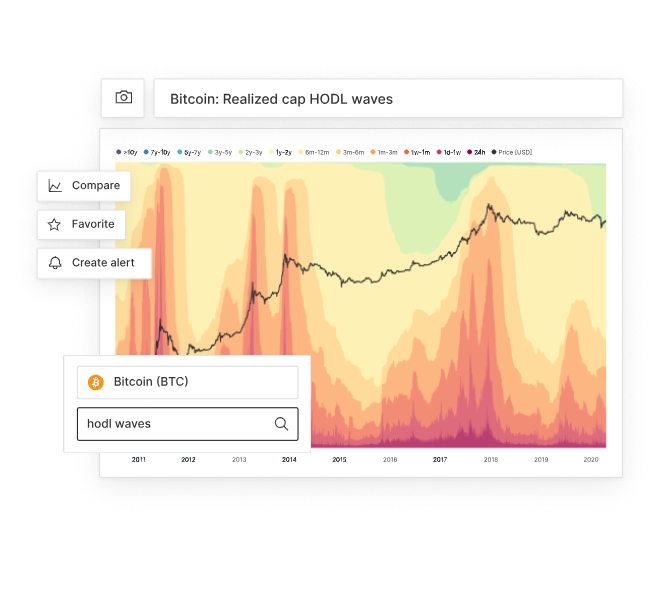 Bitcoin: Realized cap HODL waves
>10y 7y-10y 5y-7y 3y-5y 2y-3y 1y-2y 6m-12m 3m-6m 1m-3m 1w-1m 1d-1w 24h Price [USD]
Compare
Favorite
Create alert
Bitcoin (BTC)
hodl waves
2011 2012 2013 2014 2015 2016 2017 2018 2019 2020